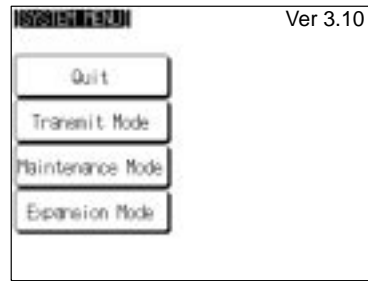 [SYSTEM MENU] Ver 3.10
Quit
Transmit Mode
Maintenance Mode
Expansion Mode